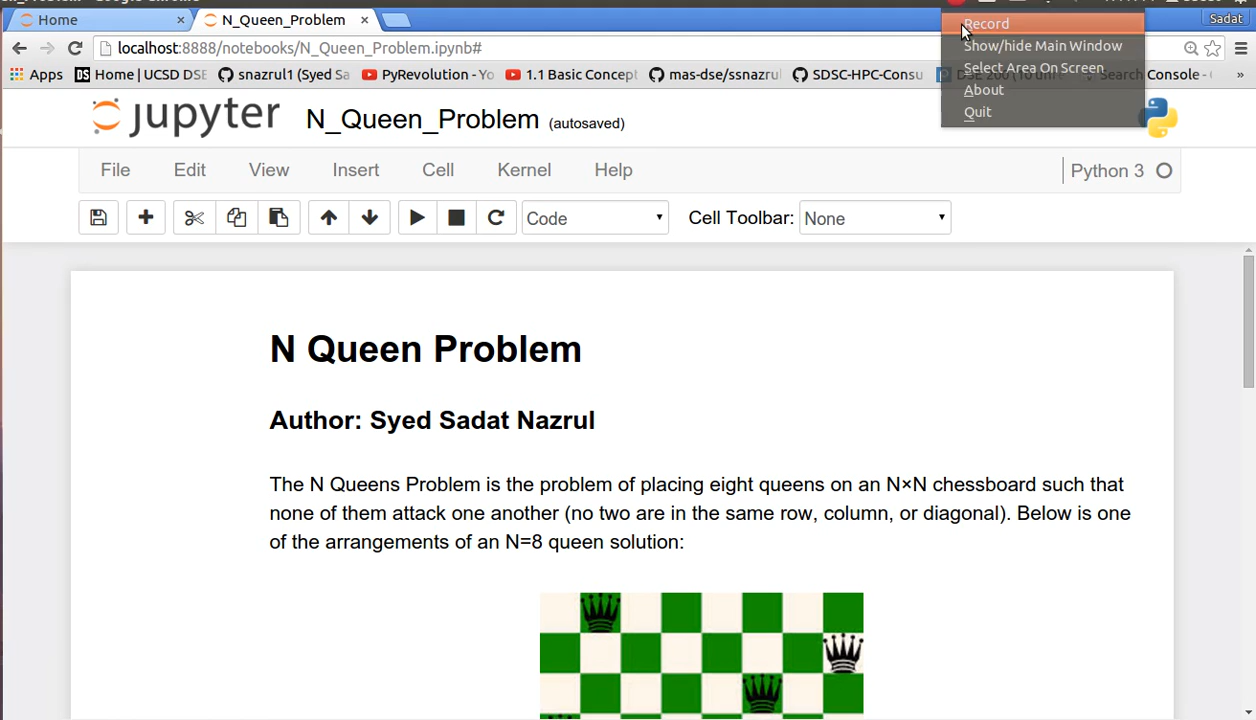 Home
N_Queen_Problem
Sadat
localhost:8888/notebooks/N_Queen_Problem.ipynb#
Record
Show/hide Main Window
Select Area On Screen
About
Quit
Apps
Home | UCSD DSE
snazrul1 (Syed Sa
PyRevolution - Yo
1.1 Basic Concept
mas-dse/ssnazrul
SDSC-HPC-Consu
Search Console -
»
jupyter
N_Queen_Problem (autosaved)
File Edit View Insert Cell Kernel Help
Python 3
Code
Cell Toolbar: None
N Queen Problem
Author: Syed Sadat Nazrul
The N Queens Problem is the problem of placing eight queens on an N×N chessboard such that
none of them attack one another (no two are in the same row, column, or diagonal). Below is one
of the arrangements of an N=8 queen solution: